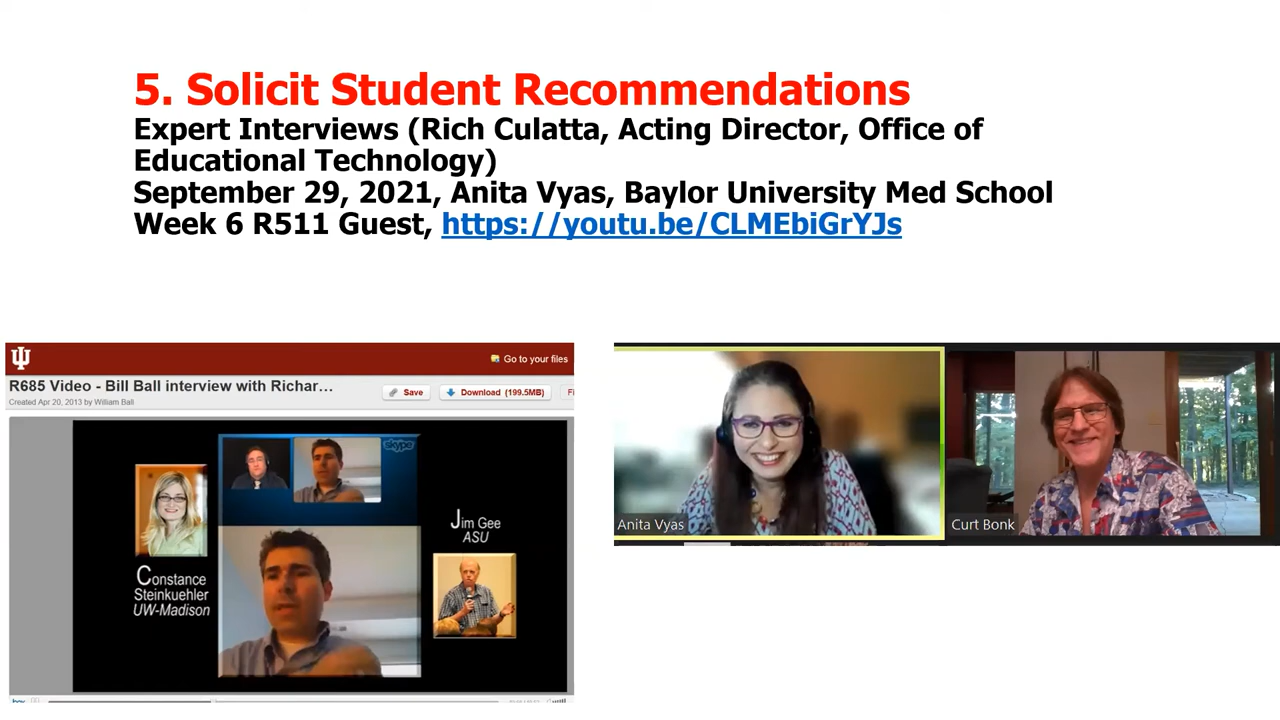 5. Solicit Student Recommendations
Expert Interviews (Rich Culatta, Acting Director, Office of
Educational Technology)
September 29, 2021, Anita Vyas, Baylor University Med School
Week 6 R511 Guest, https://youtu.be/CLMEbiGrYJs
Go to your files
R685 Video - Bill Ball interview with Richar...
Created Apr 20, 2013 by William Ball
Save
Download (199.5MB)
Fi
skype
Constance
Steinkuehler
UW-Madison
Jim Gee
ASU
Anita Vyas
Curt Bonk